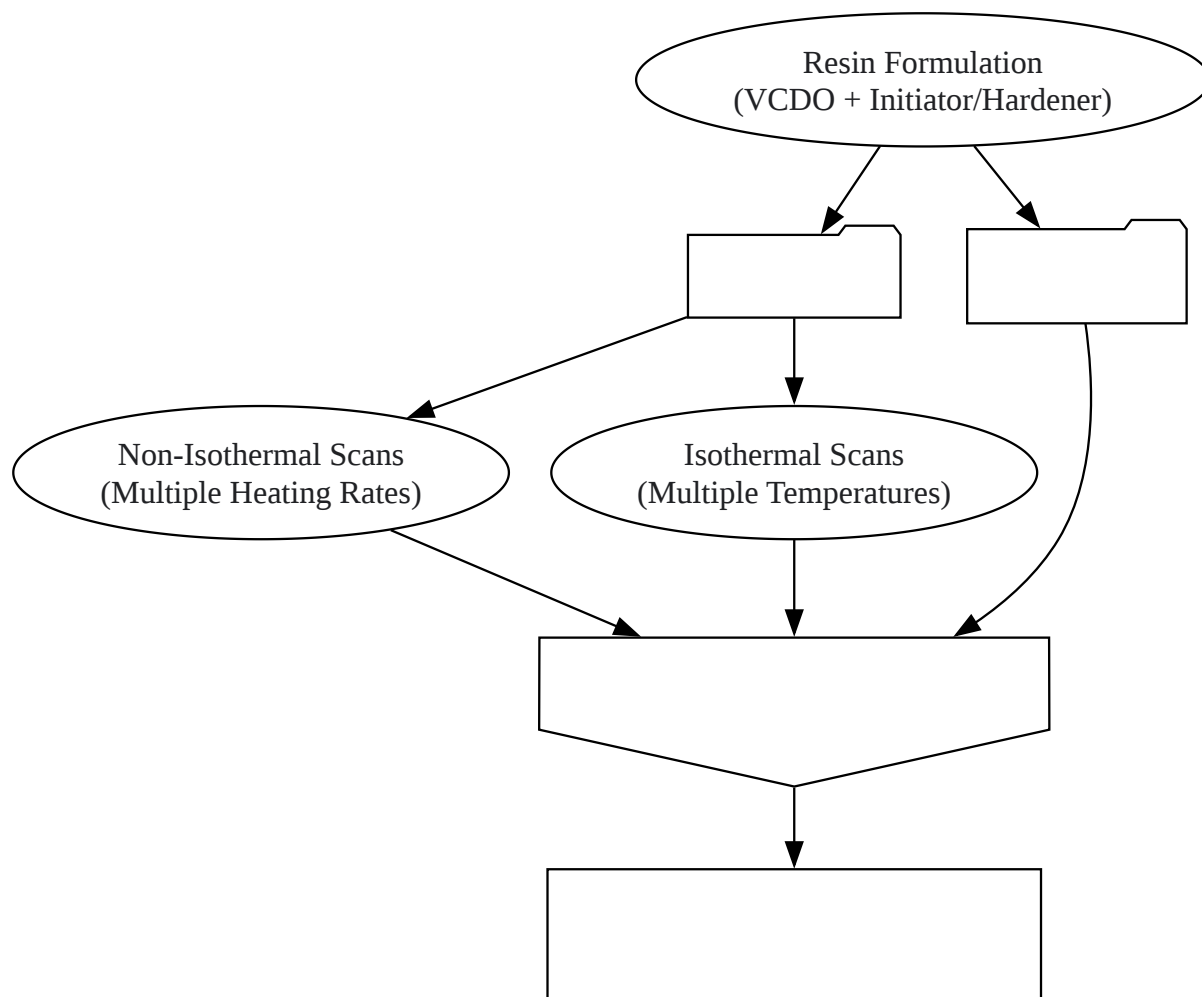 Resin Formulation
(VCDO + Initiator/Hardener)
Non-Isothermal Scans
(Multiple Heating Rates)
Isothermal Scans
(Multiple Temperatures)